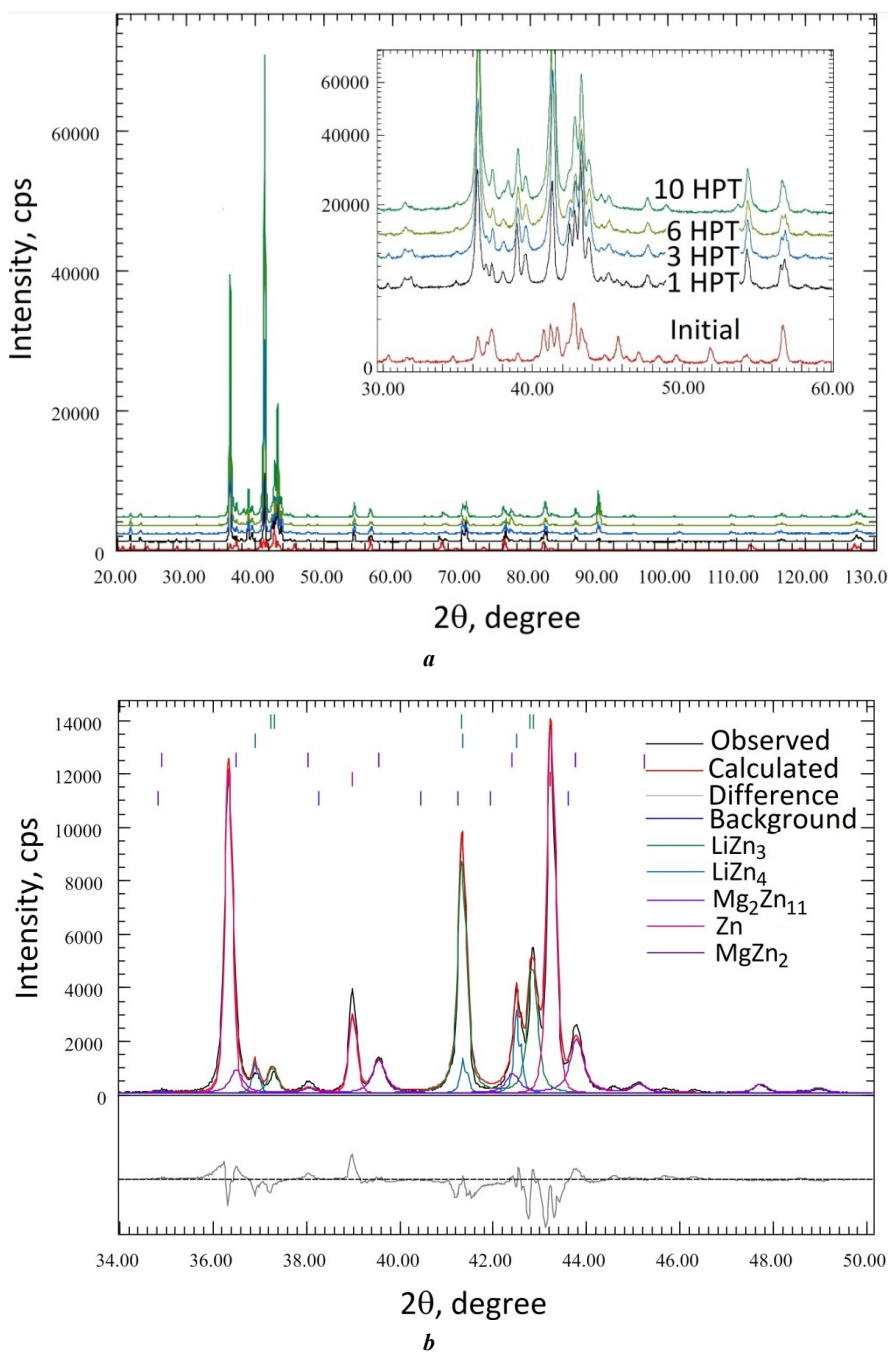 60000
40000
20000
0
Intensity, cps
60000
40000
20000
0
10 HPT
6 HPT
3 HPT
1 HPT
Initial
30.00 40.00 50.00 60.00
20.00 30.00 40.00 50.00 60.00 70.00 80.00 90.00 100.00 110.00 120.00 130.0
2θ, degree
a
14000
12000
10000
8000
6000
4000
2000
0
Intensity, cps
Observed
Calculated
Difference
Background
LiZn₃
LiZn₄
Mg₂Zn₁₁
Zn
MgZn₂
34.00 36.00 38.00 40.00 42.00 44.00 46.00 48.00 50.00
2θ, degree
b